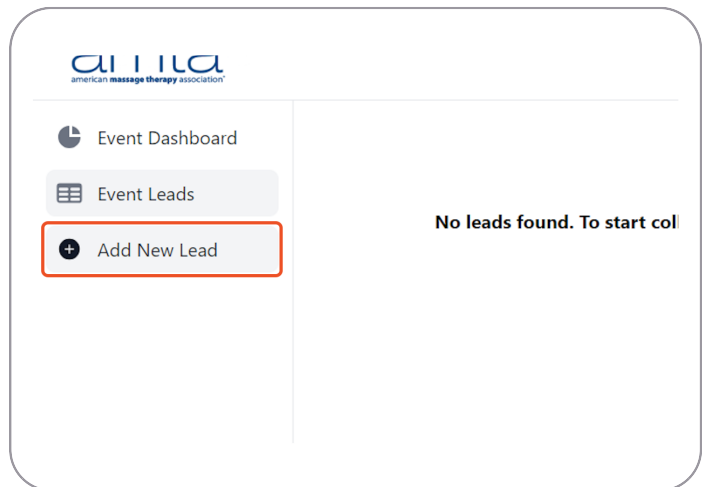 amta
american massage therapy association®
Event Dashboard
Event Leads
No leads found. To start col
Add New Lead